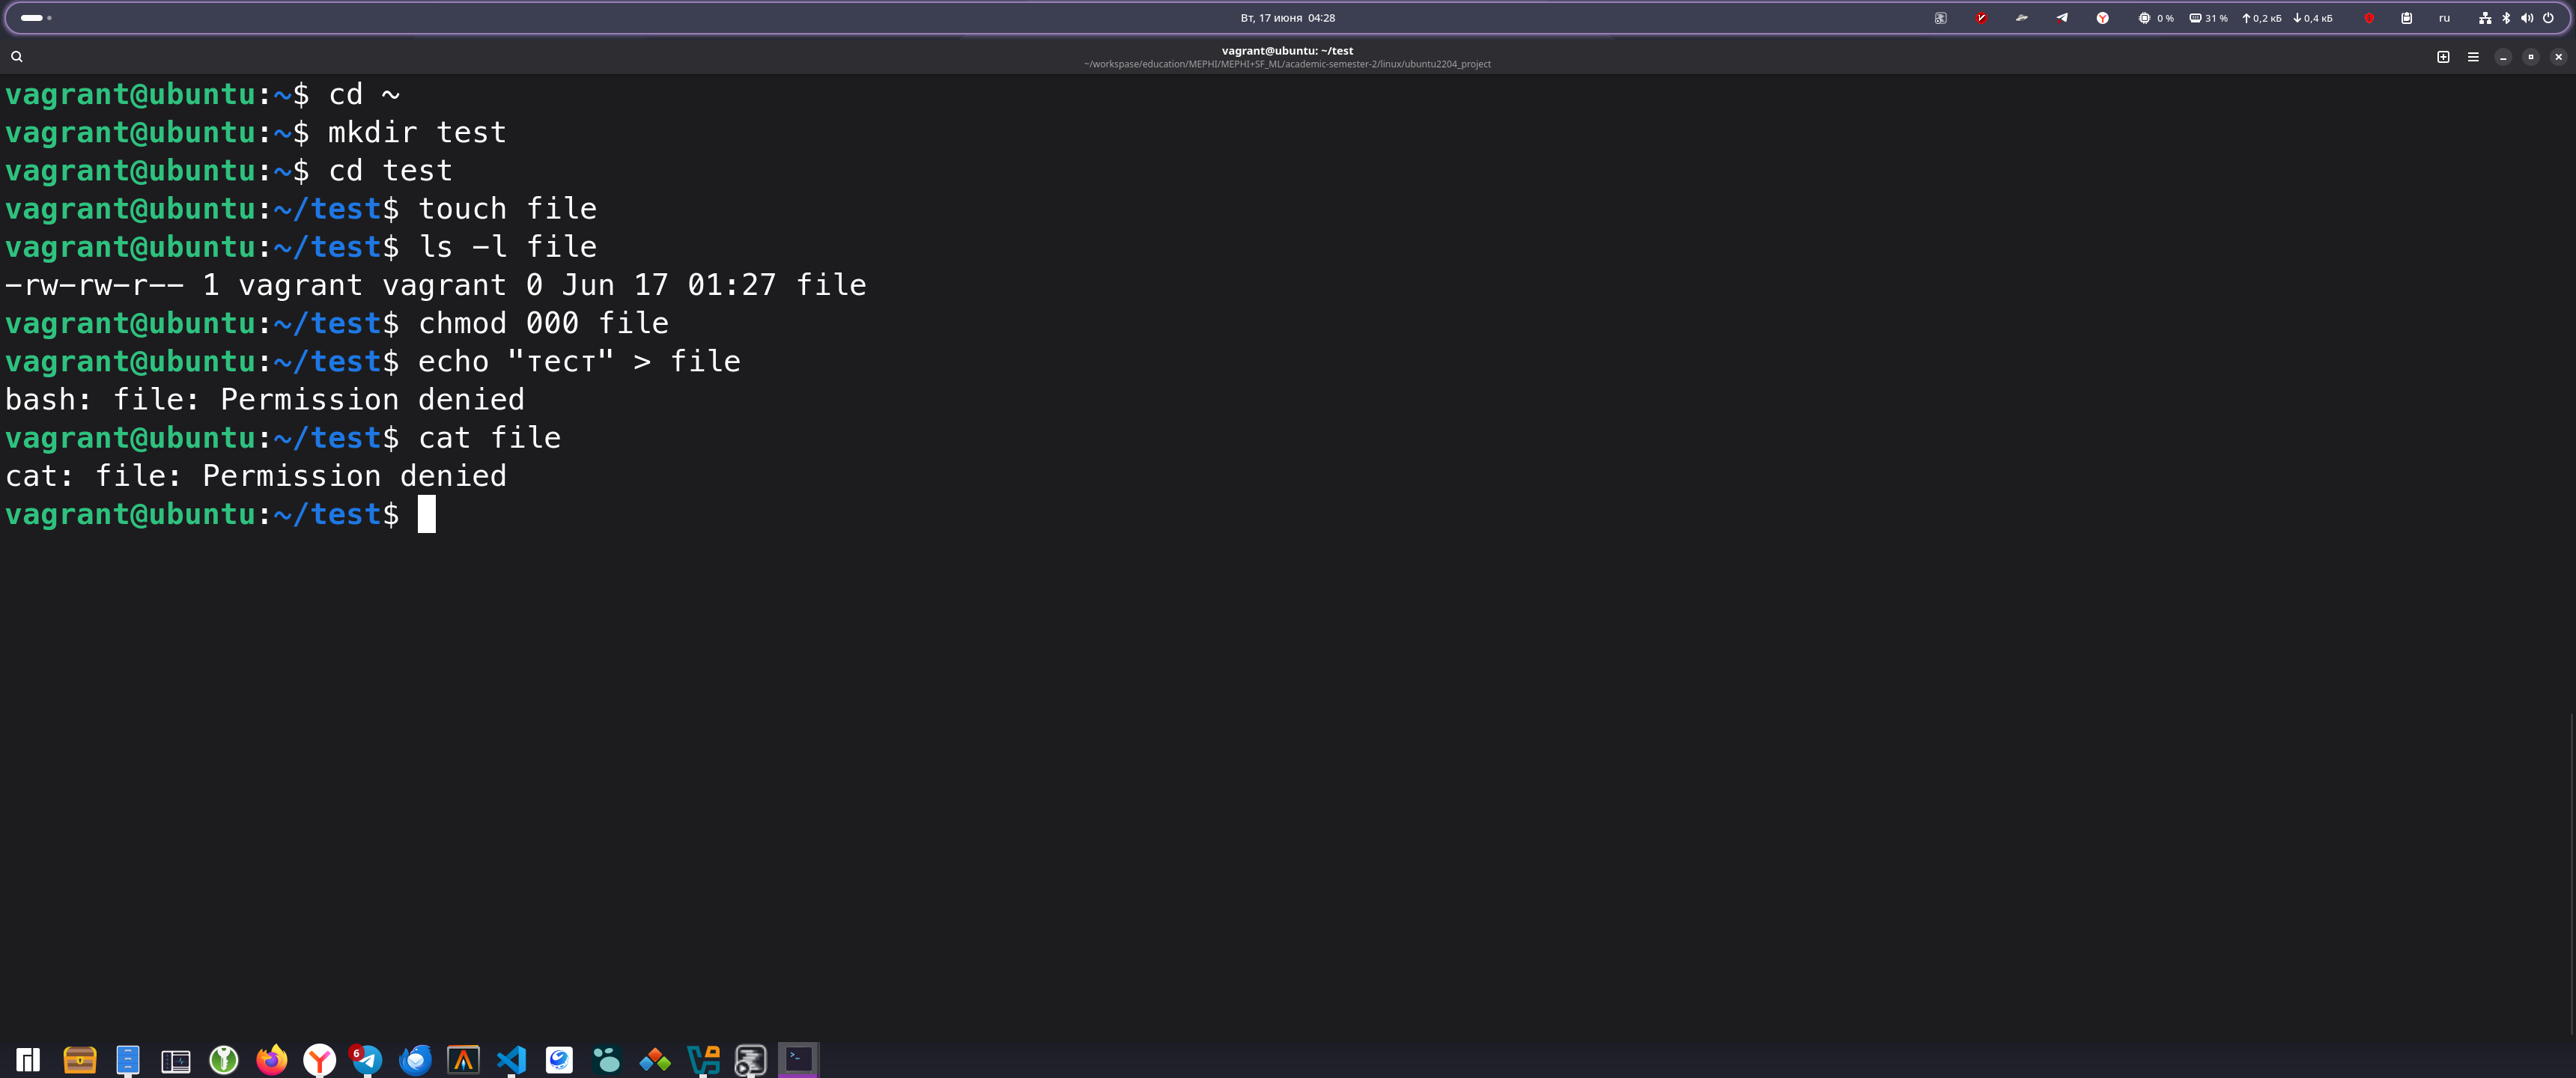 Вт, 17 июня 04:28
0 %
31 %
0,2 кБ
0,4 кБ
ru
vagrant@ubuntu: ~/test
~/workspase/education/MEPHI/MEPHI+SF_ML/academic-semester-2/linux/ubuntu2204_project
vagrant@ubuntu:~$ cd ~
vagrant@ubuntu:~$ mkdir test
vagrant@ubuntu:~$ cd test
vagrant@ubuntu:~/test$ touch file
vagrant@ubuntu:~/test$ ls -l file
-rw-rw-r-- 1 vagrant vagrant 0 Jun 17 01:27 file
vagrant@ubuntu:~/test$ chmod 000 file
vagrant@ubuntu:~/test$ echo "тест" > file
bash: file: Permission denied
vagrant@ubuntu:~/test$ cat file
cat: file: Permission denied
vagrant@ubuntu:~/test$
6